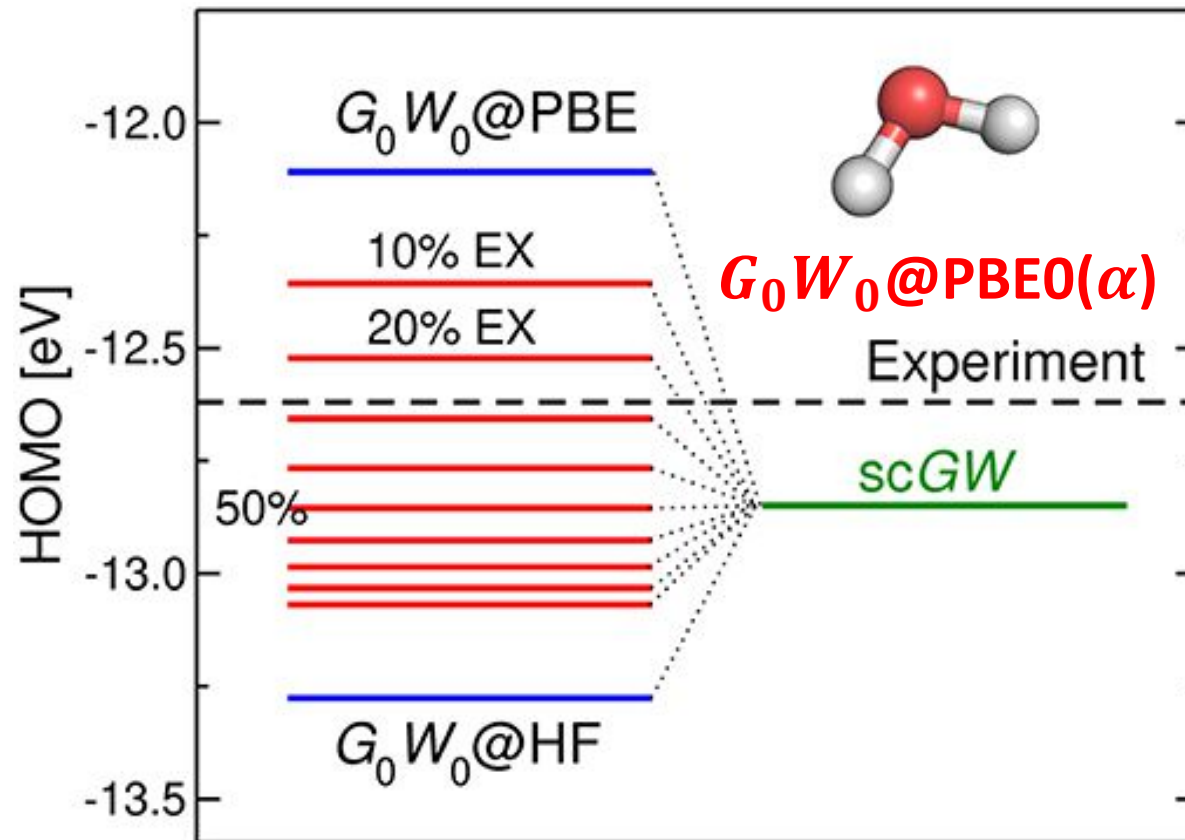 HOMO [eV]
-12.0
-12.5
-13.0
-13.5
G₀W₀@PBE
10% EX
20% EX
50%
G₀W₀@HF
G₀W₀@PBE0(α)
Experiment
scGW